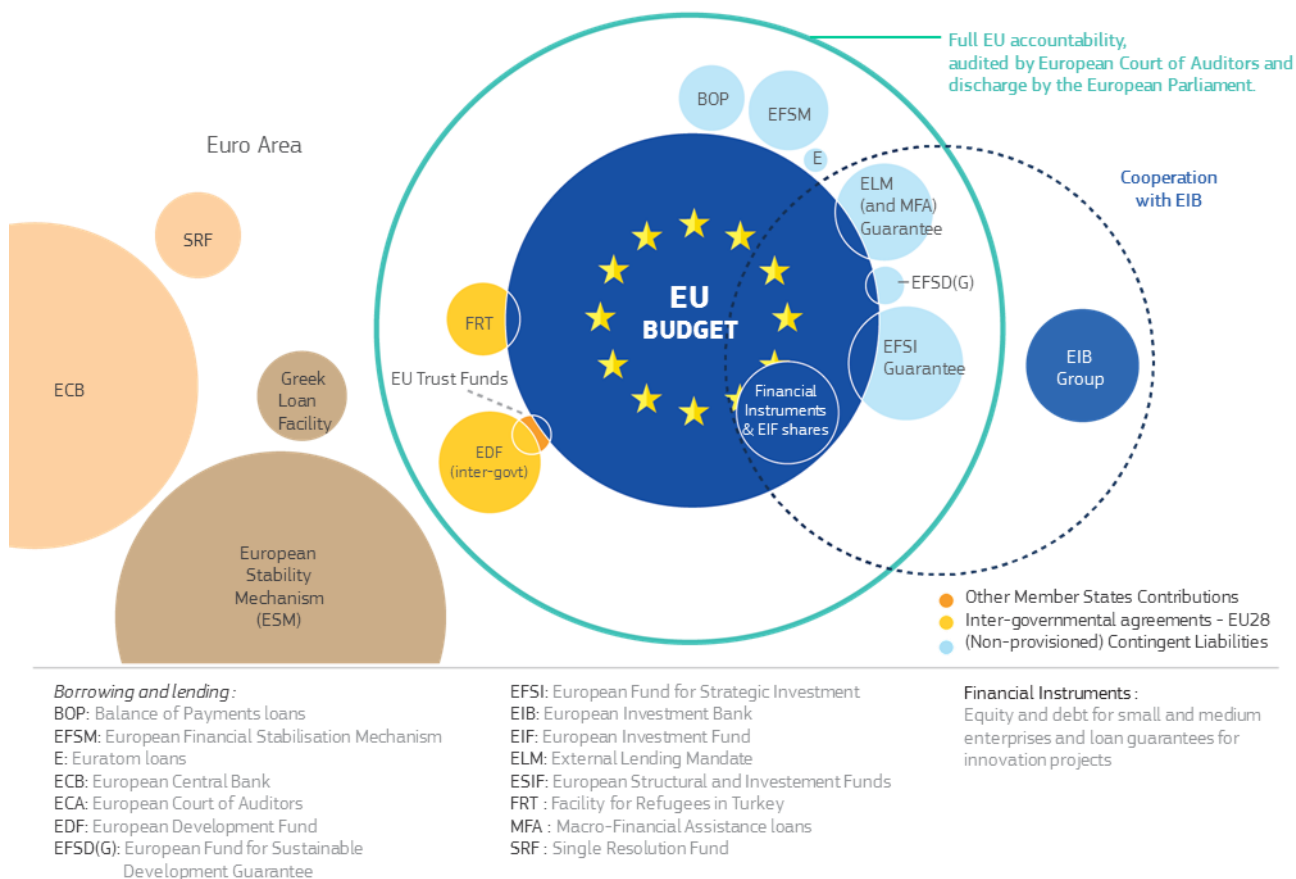 Full EU accountability,
audited by European Court of Auditors and
discharge by the European Parliament.
BOP
EFSM
E
Euro Area
ELM
(and MFA)
Guarantee
Cooperation
with EIB
SRF
EFSD(G)
EU
BUDGET
FRT
EFSI
Guarantee
EIB
Group
ECB
Greek
Loan
Facility
EU Trust Funds
Financial
Instruments
& EIF shares
EDF
(inter-govt)
European
Stability
Mechanism
(ESM)
Other Member States Contributions
Inter-governmental agreements - EU28
(Non-provisioned) Contingent Liabilities
Borrowing and lending :
BOP: Balance of Payments loans
EFSM: European Financial Stabilisation Mechanism
E: Euratom loans
ECB: European Central Bank
ECA: European Court of Auditors
EDF: European Development Fund
EFSD(G): European Fund for Sustainable
Development Guarantee
EFSI: European Fund for Strategic Investment
EIB: European Investment Bank
EIF: European Investment Fund
ELM: External Lending Mandate
ESIF: European Structural and Investement Funds
FRT : Facility for Refugees in Turkey
MFA : Macro-Financial Assistance loans
SRF : Single Resolution Fund
Financial Instruments :
Equity and debt for small and medium
enterprises and loan guarantees for
innovation projects